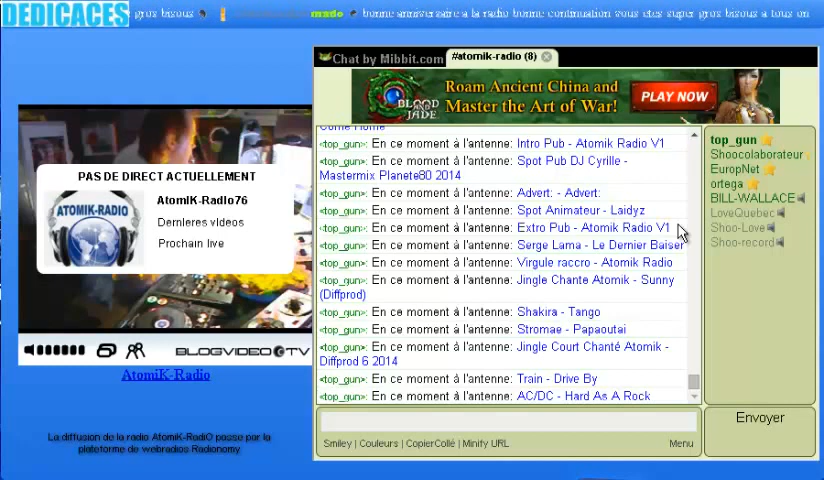 DEDICACES
gros bisous
mado
bonne anniversaire a la radio bonne continuation vous etes super gros bisous a tous on
Chat by Mibbit.com
#atomik-radio (8)
BLOOD AND JADE
Roam Ancient China and
Master the Art of War!
PLAY NOW
Come Home
<top_gun>: En ce moment à l'antenne: Intro Pub - Atomik Radio V1
<top_gun>: En ce moment à l'antenne: Spot Pub DJ Cyrille -
Mastermix Planete80 2014
<top_gun>: En ce moment à l'antenne: Advert: - Advert:
<top_gun>: En ce moment à l'antenne: Spot Animateur - Laidyz
<top_gun>: En ce moment à l'antenne: Extro Pub - Atomik Radio V1
<top_gun>: En ce moment à l'antenne: Serge Lama - Le Dernier Baiser
<top_gun>: En ce moment à l'antenne: Virgule raccro - Atomik Radio
<top_gun>: En ce moment à l'antenne: Jingle Chante Atomik - Sunny
(Diffprod)
<top_gun>: En ce moment à l'antenne: Shakira - Tango
<top_gun>: En ce moment à l'antenne: Stromae - Papaoutai
<top_gun>: En ce moment à l'antenne: Jingle Court Chanté Atomik -
Diffprod 6 2014
<top_gun>: En ce moment à l'antenne: Train - Drive By
<top_gun>: En ce moment à l'antenne: AC/DC - Hard As A Rock
top_gun
Shoocolaborateur
EuropNet
ortega
BILL-WALLACE
LoveQuebec
Shoo-Love
Shoo-record
Smiley | Couleurs | CopierCollé | Minify URL
Menu
Envoyer
PAS DE DIRECT ACTUELLEMENT
ATOMIK-RADIO
AtomIK-RadIo76
Dernieres videos
Prochain live
BLOGVIDEO TV
AtomiK-Radio
La diffusion de la radio AtomiK-RadiO passe par la
plateforme de webradios Radionomy